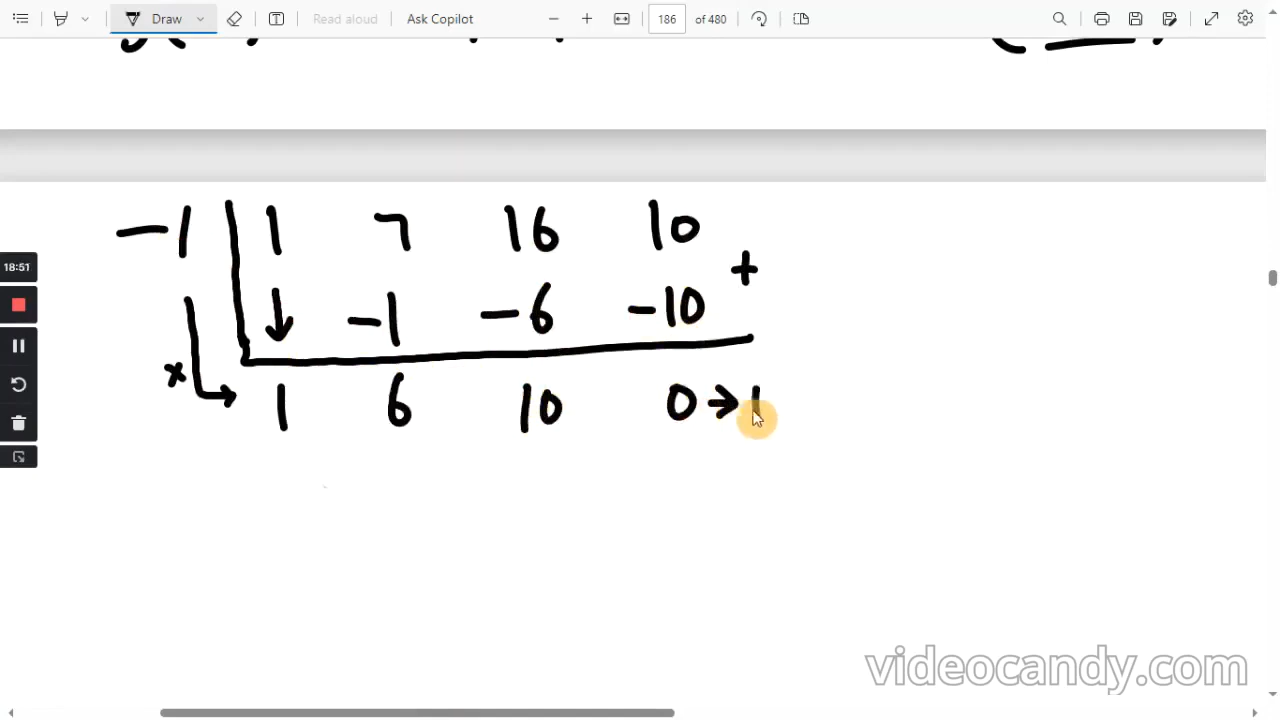 Draw
Read aloud
Ask Copilot
186 of 480
-1 1 7 16 10
+
18:51
↓ -1 -6 -10
× 1 6 10 0 →
videocandy.com